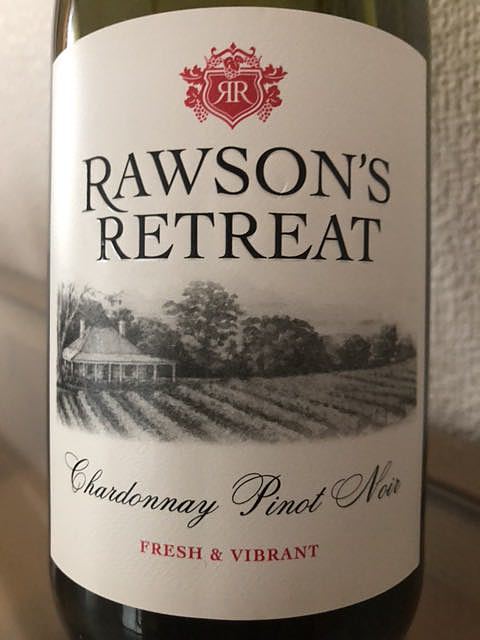 RR
RAWSON'S
RETREAT
Chardonnay Pinot Noir
FRESH & VIBRANT